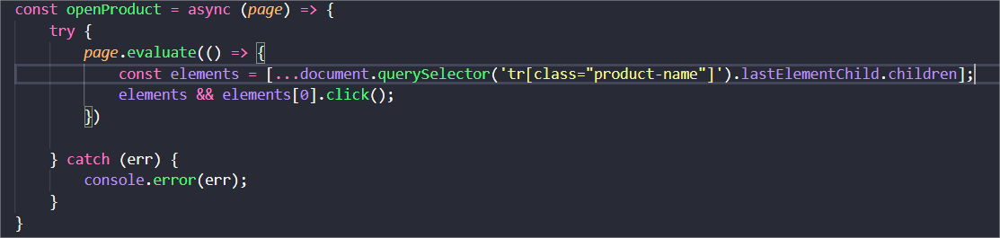 const openProduct = async (page) => {
try {
page.evaluate(() => {
const elements = [...document.querySelector('tr[class="product-name"]').lastElementChild.children];
elements && elements[0].click();
})
} catch (err) {
console.error(err);
}
}